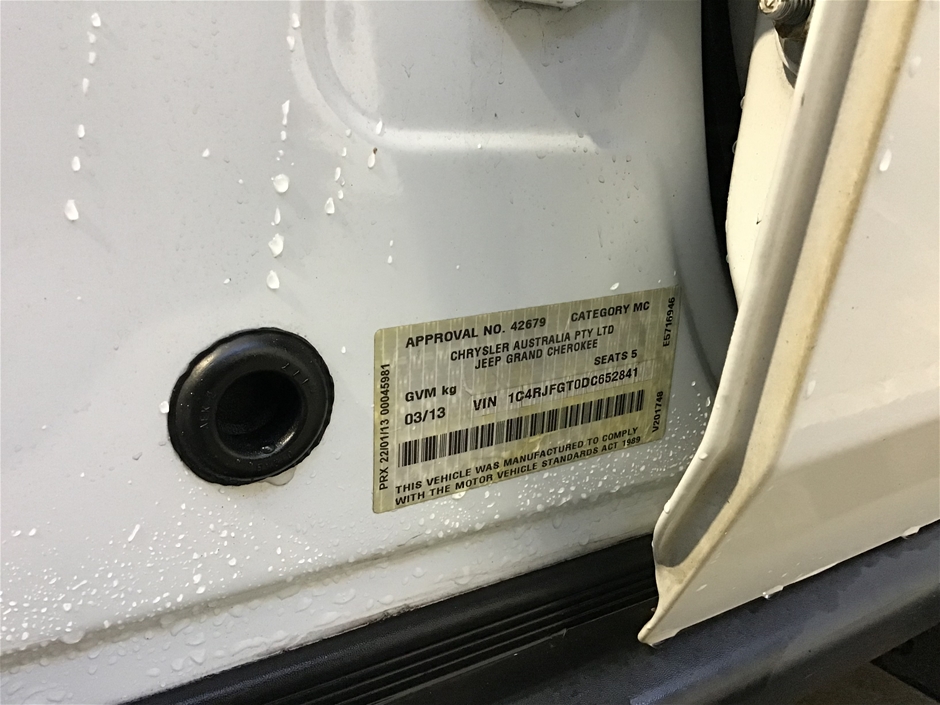 APPROVAL NO. 42679 CATEGORY MC
CHRYSLER AUSTRALIA PTY LTD
JEEP GRAND CHEROKEE
SEATS 5
GVM kg
03/13 VIN 1C4RJFGT0DC652841
THIS VEHICLE WAS MANUFACTURED TO COMPLY
WITH THE MOTOR VEHICLE STANDARDS ACT 1989
PRX 22/01/13 00045981
E5716946
V201748